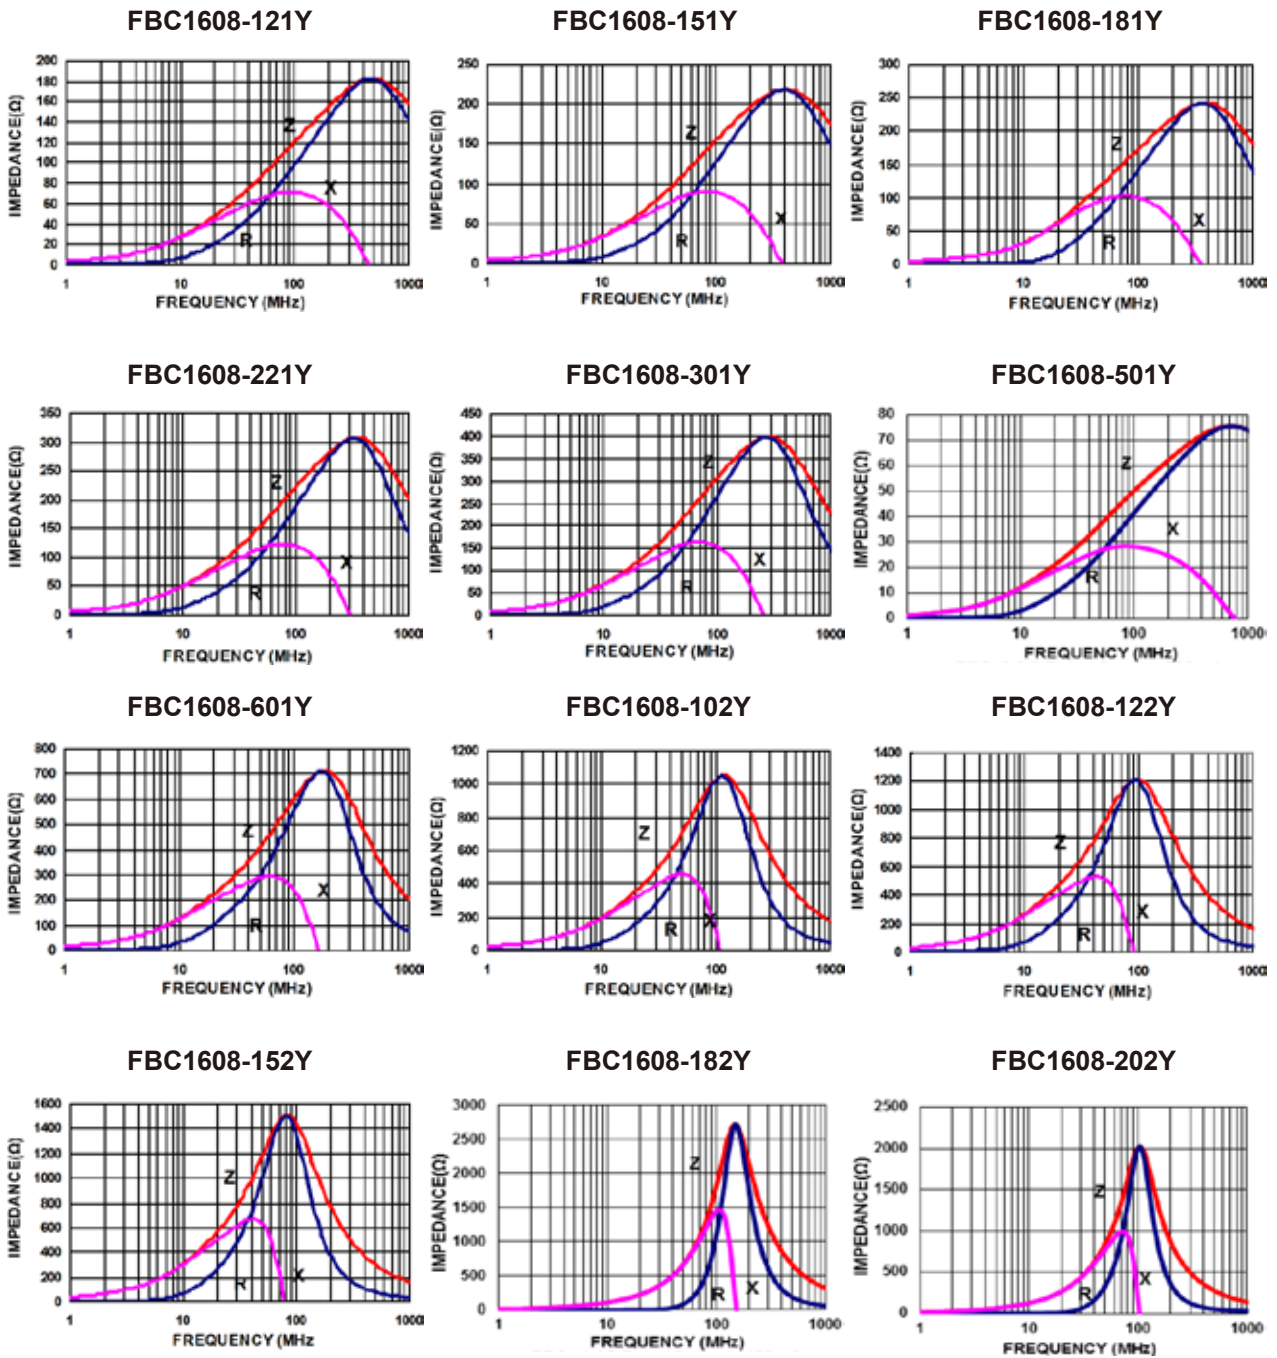 FBC1608-121Y
FBC1608-151Y
FBC1608-181Y
IMPEDANCE(Ω)
200
180
160
140
120
100
80
60
40
20
0
Z
X
R
1
10
100
1000
FREQUENCY (MHz)
IMPEDANCE(Ω)
250
200
150
100
50
0
Z
X
R
1
10
100
1000
FREQUENCY (MHz)
IMPEDANCE(Ω)
300
250
200
150
100
50
0
Z
X
R
1
10
100
1000
FREQUENCY (MHz)
FBC1608-221Y
FBC1608-301Y
FBC1608-501Y
IMPEDANCE(Ω)
350
300
250
200
150
100
50
0
Z
X
R
1
10
100
1000
FREQUENCY (MHz)
IMPEDANCE(Ω)
450
400
350
300
250
200
150
100
50
0
Z
X
R
1
10
100
1000
FREQUENCY (MHz)
IMPEDANCE(Ω)
80
70
60
50
40
30
20
10
0
Z
X
R
1
10
100
1000
FREQUENCY (MHz)
FBC1608-601Y
FBC1608-102Y
FBC1608-122Y
IMPEDANCE(Ω)
800
700
600
500
400
300
200
100
0
Z
X
R
1
10
100
1000
FREQUENCY (MHz)
IMPEDANCE(Ω)
1200
1000
800
600
400
200
0
Z
X
R
1
10
100
1000
FREQUENCY (MHz)
IMPEDANCE(Ω)
1400
1200
1000
800
600
400
200
0
Z
X
R
1
10
100
1000
FREQUENCY (MHz)
FBC1608-152Y
FBC1608-182Y
FBC1608-202Y
IMPEDANCE(Ω)
1600
1400
1200
1000
800
600
400
200
0
Z
X
R
1
10
100
1000
FREQUENCY (MHz
IMPEDANCE(Ω)
3000
2500
2000
1500
1000
500
0
Z
X
R
1
10
100
1000
FREQUENCY (MHz)
IMPEDANCE(Ω)
2500
2000
1500
1000
500
0
Z
X
R
1
10
100
1000
FREQUENCY (MHz)